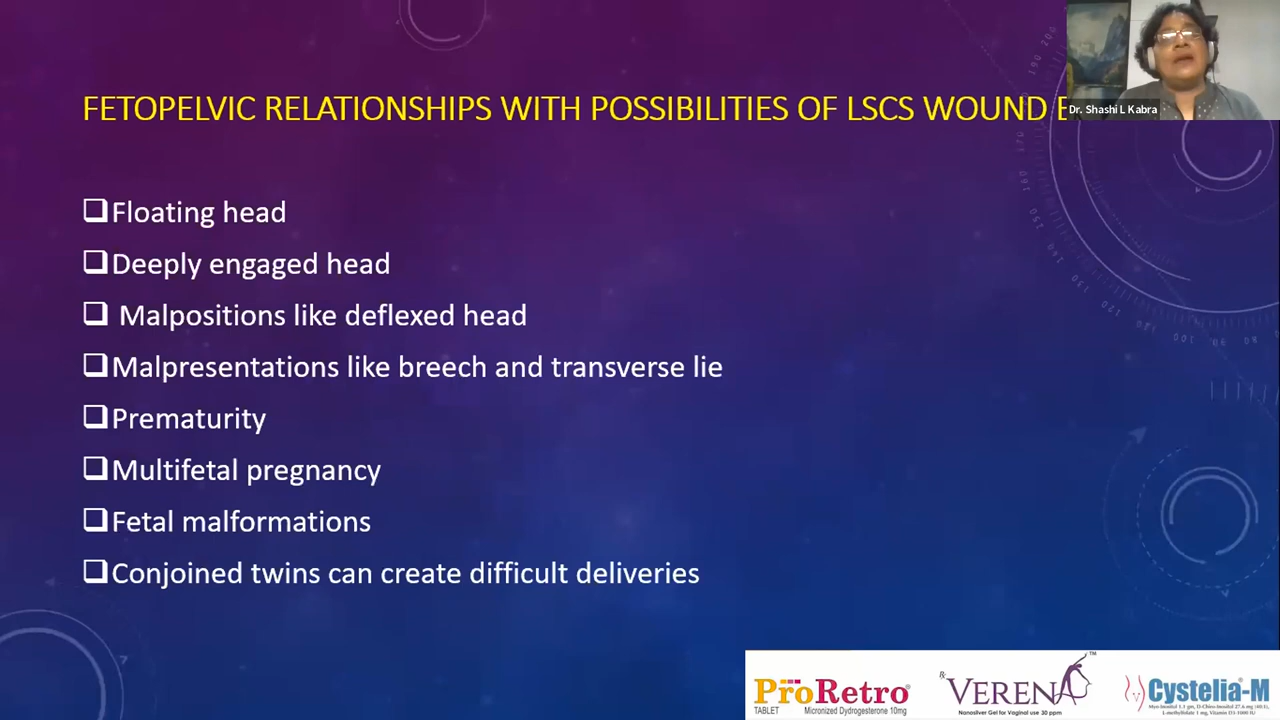 FETOPELVIC RELATIONSHIPS WITH POSSIBILITIES OF LSCS WOUND
Dr. Shashi L Kabra
❑Floating head
❑Deeply engaged head
❑ Malpositions like deflexed head
❑Malpresentations like breech and transverse lie
❑Prematurity
❑Multifetal pregnancy
❑Fetal malformations
❑Conjoined twins can create difficult deliveries
ProRetro®
TABLET Micronized Dydrogesterone 10mg
Rx VERENA™
Nanosilver Gel for Vaginal use 30 ppm
Cystelia-M